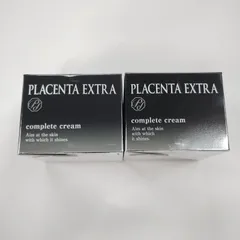 PLACENTA EXTRA
complete cream
Aim at the skin
with which it shines
PLACENTA EXTRA
complete cream
Aim at the skin
with which
it shines.